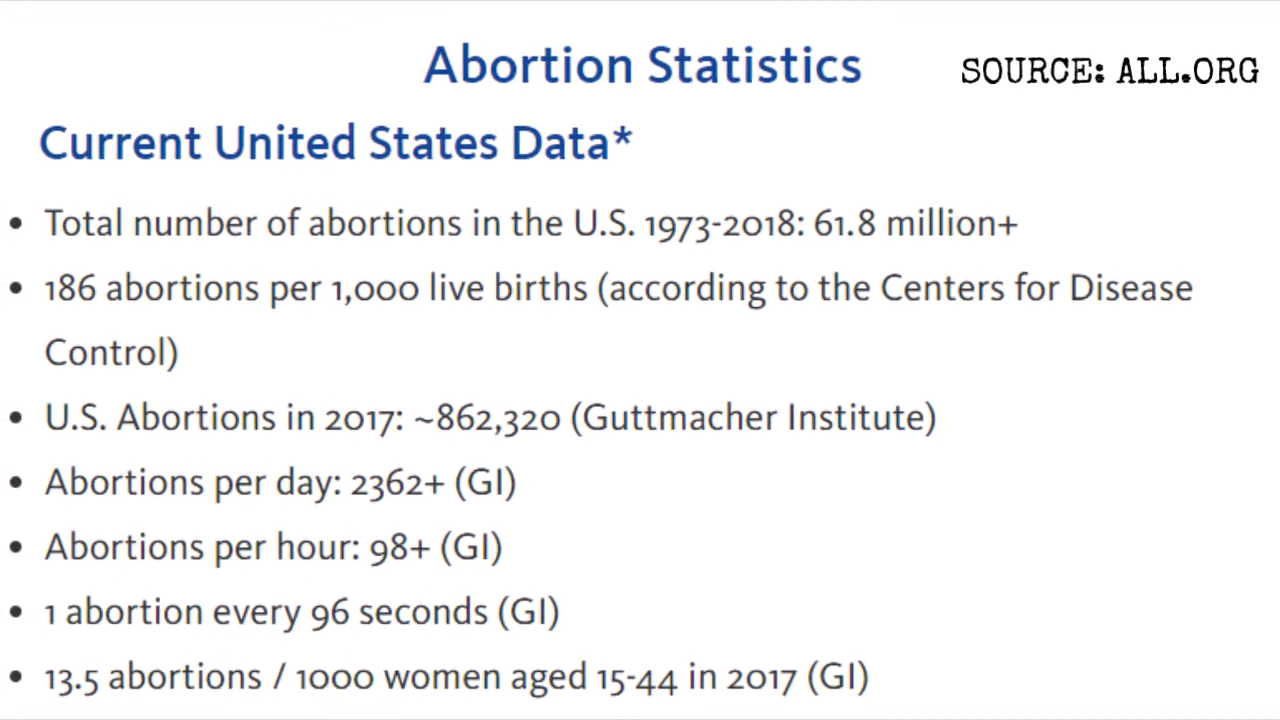 Abortion Statistics
SOURCE: ALL.ORG
Current United States Data*
• Total number of abortions in the U.S. 1973-2018: 61.8 million+
• 186 abortions per 1,000 live births (according to the Centers for Disease
Control)
• U.S. Abortions in 2017: ~862,320 (Guttmacher Institute)
• Abortions per day: 2362+ (GI)
• Abortions per hour: 98+ (GI)
• 1 abortion every 96 seconds (GI)
• 13.5 abortions / 1000 women aged 15-44 in 2017 (GI)